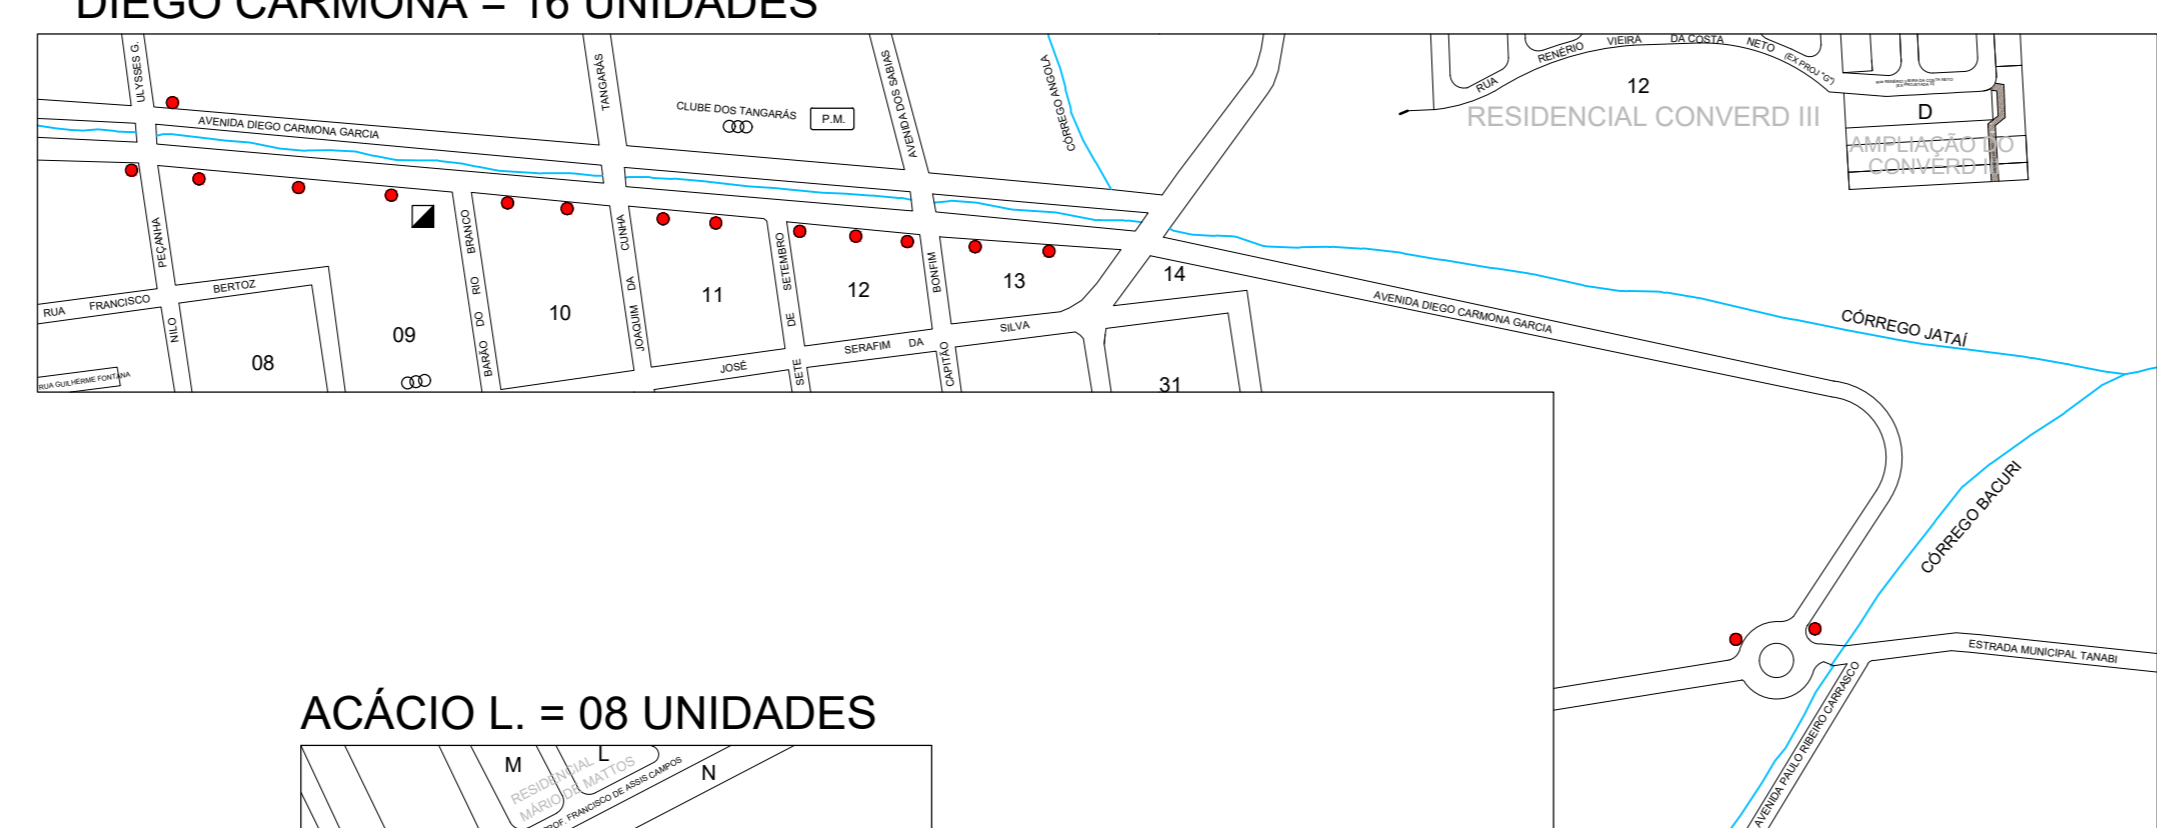 DIEGO CARMONA = 16 UNIDADES
ULYSSES G.
TANGARÁS
AVENIDA DOS SABIAS
CÓRREGO ANGOLA
RUA RENÉRIO VIEIRA DA COSTA NETO (EX PROJ "G")
12
RESIDENCIAL CONVERD III
D
AMPLIAÇÃO DO
CONVERD II
CLUBE DOS TANGARÁS
P.M.
AVENIDA DIEGO CARMONA GARCIA
NILO PEÇANHA
BARÃO DO RIO BRANCO
JOAQUIM DA CUNHA
SETE DE SETEMBRO
CAPITÃO BONFIM
RUA FRANCISCO BERTOZ
RUA GUILHERME FONTANA
08
09
10
11
12
13
14
31
JOSÉ SERAFIM DA SILVA
AVENIDA DIEGO CARMONA GARCIA
CÓRREGO JATAÍ
CÓRREGO BACURI
ESTRADA MUNICIPAL TANABI
AVENIDA PAULO RIBEIRO CARRASCO
ACÁCIO L. = 08 UNIDADES
M
L
N
RESIDENCIAL
MÁRIO DE MATTOS
PROF. FRANCISCO DE ASSIS CAMPOS